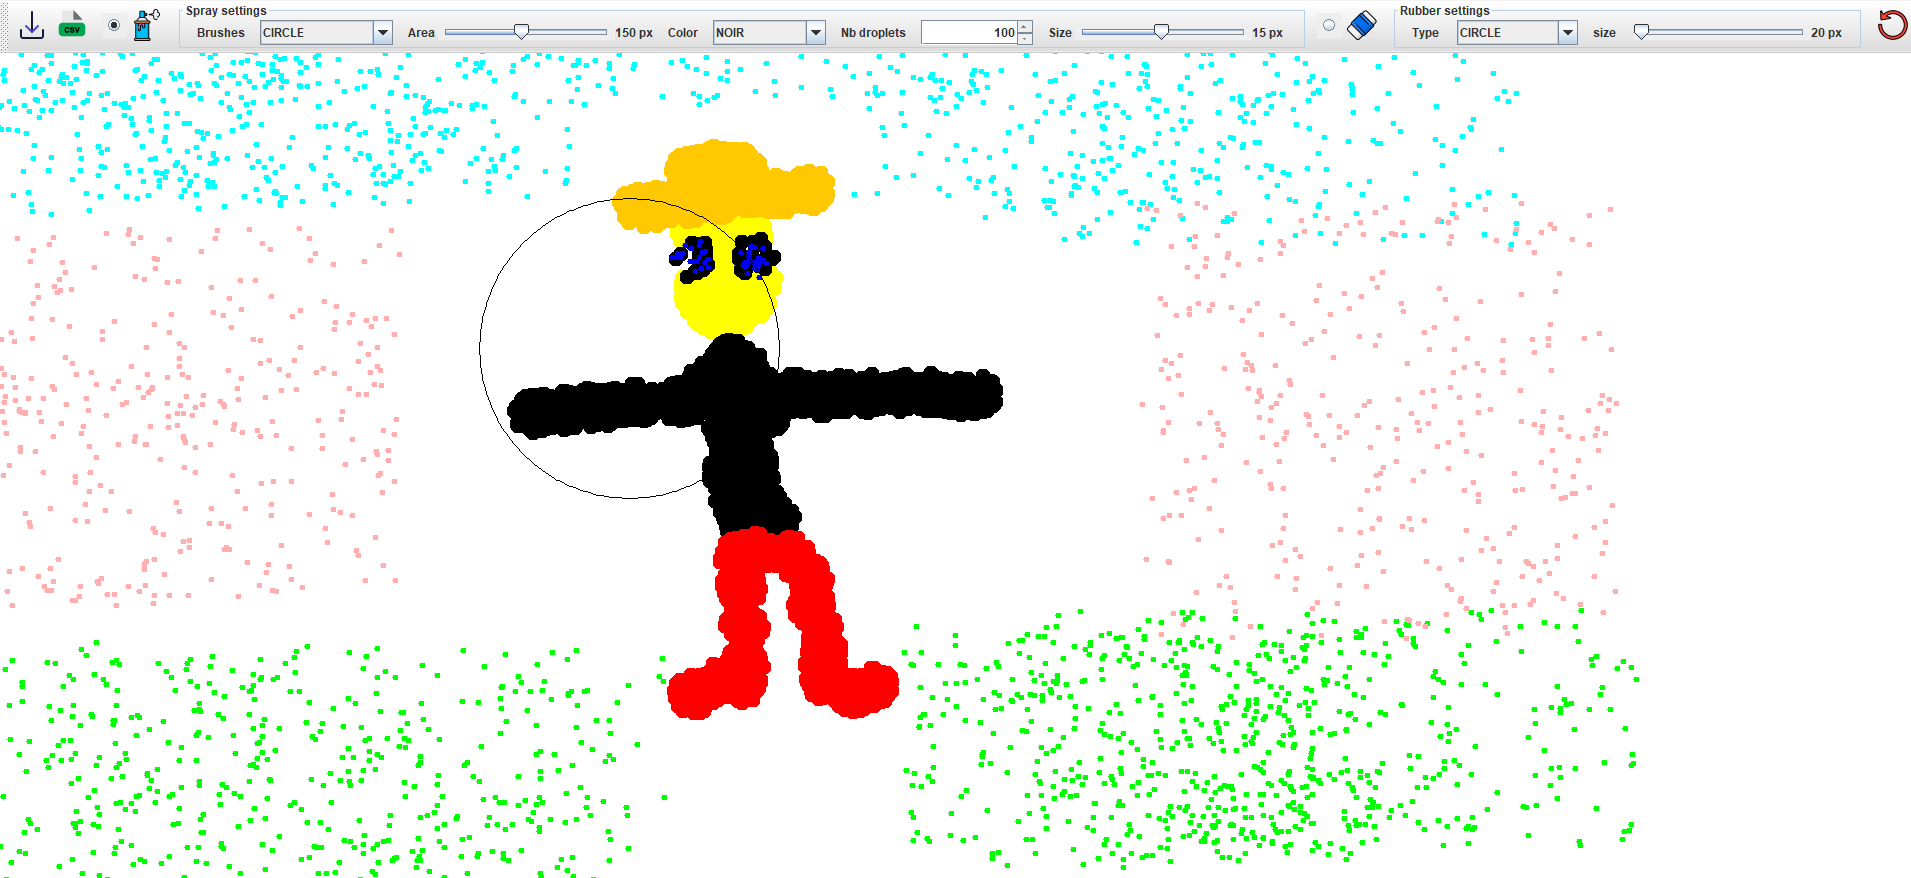 Spray settings
Rubber settings
CSV
Brushes CIRCLE Area 150 px Color NOIR Nb droplets 100 Size 15 px Type CIRCLE size 20 px